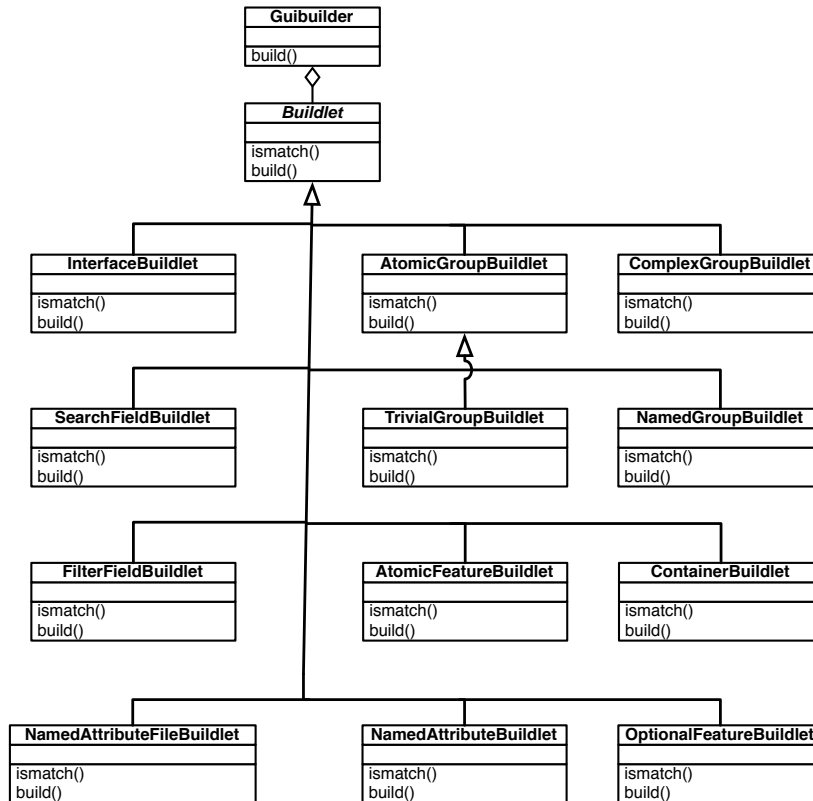 Guibuilder
build()
Buildlet
ismatch()
build()
InterfaceBuildlet
ismatch()
build()
AtomicGroupBuildlet
ismatch()
build()
ComplexGroupBuildlet
ismatch()
build()
SearchFieldBuildlet
ismatch()
build()
TrivialGroupBuildlet
ismatch()
build()
NamedGroupBuildlet
ismatch()
build()
FilterFieldBuildlet
ismatch()
build()
AtomicFeatureBuildlet
ismatch()
build()
ContainerBuildlet
ismatch()
build()
NamedAttributeFileBuildlet
ismatch()
build()
NamedAttributeBuildlet
ismatch()
build()
OptionalFeatureBuildlet
ismatch()
build()